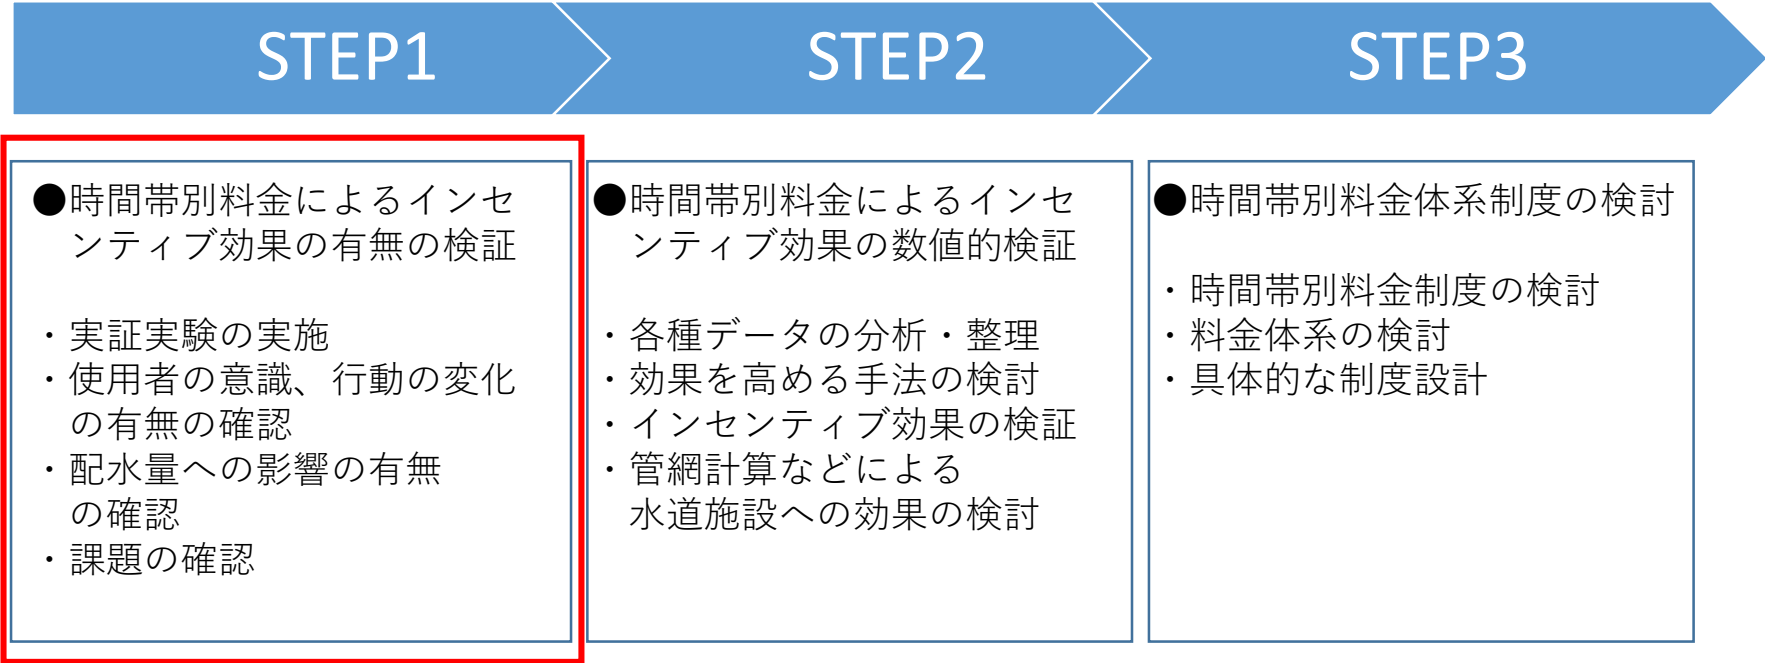 STEP1
STEP2
STEP3
●時間帯別料金によるインセ
ンティブ効果の有無の検証
・実証実験の実施
・使用者の意識、行動の変化
の有無の確認
・配水量への影響の有無
の確認
・課題の確認
●時間帯別料金によるインセ
ンティブ効果の数値的検証
・各種データの分析・整理
・効果を高める手法の検討
・インセンティブ効果の検証
・管網計算などによる
水道施設への効果の検討
●時間帯別料金体系制度の検討
・時間帯別料金制度の検討
・料金体系の検討
・具体的な制度設計